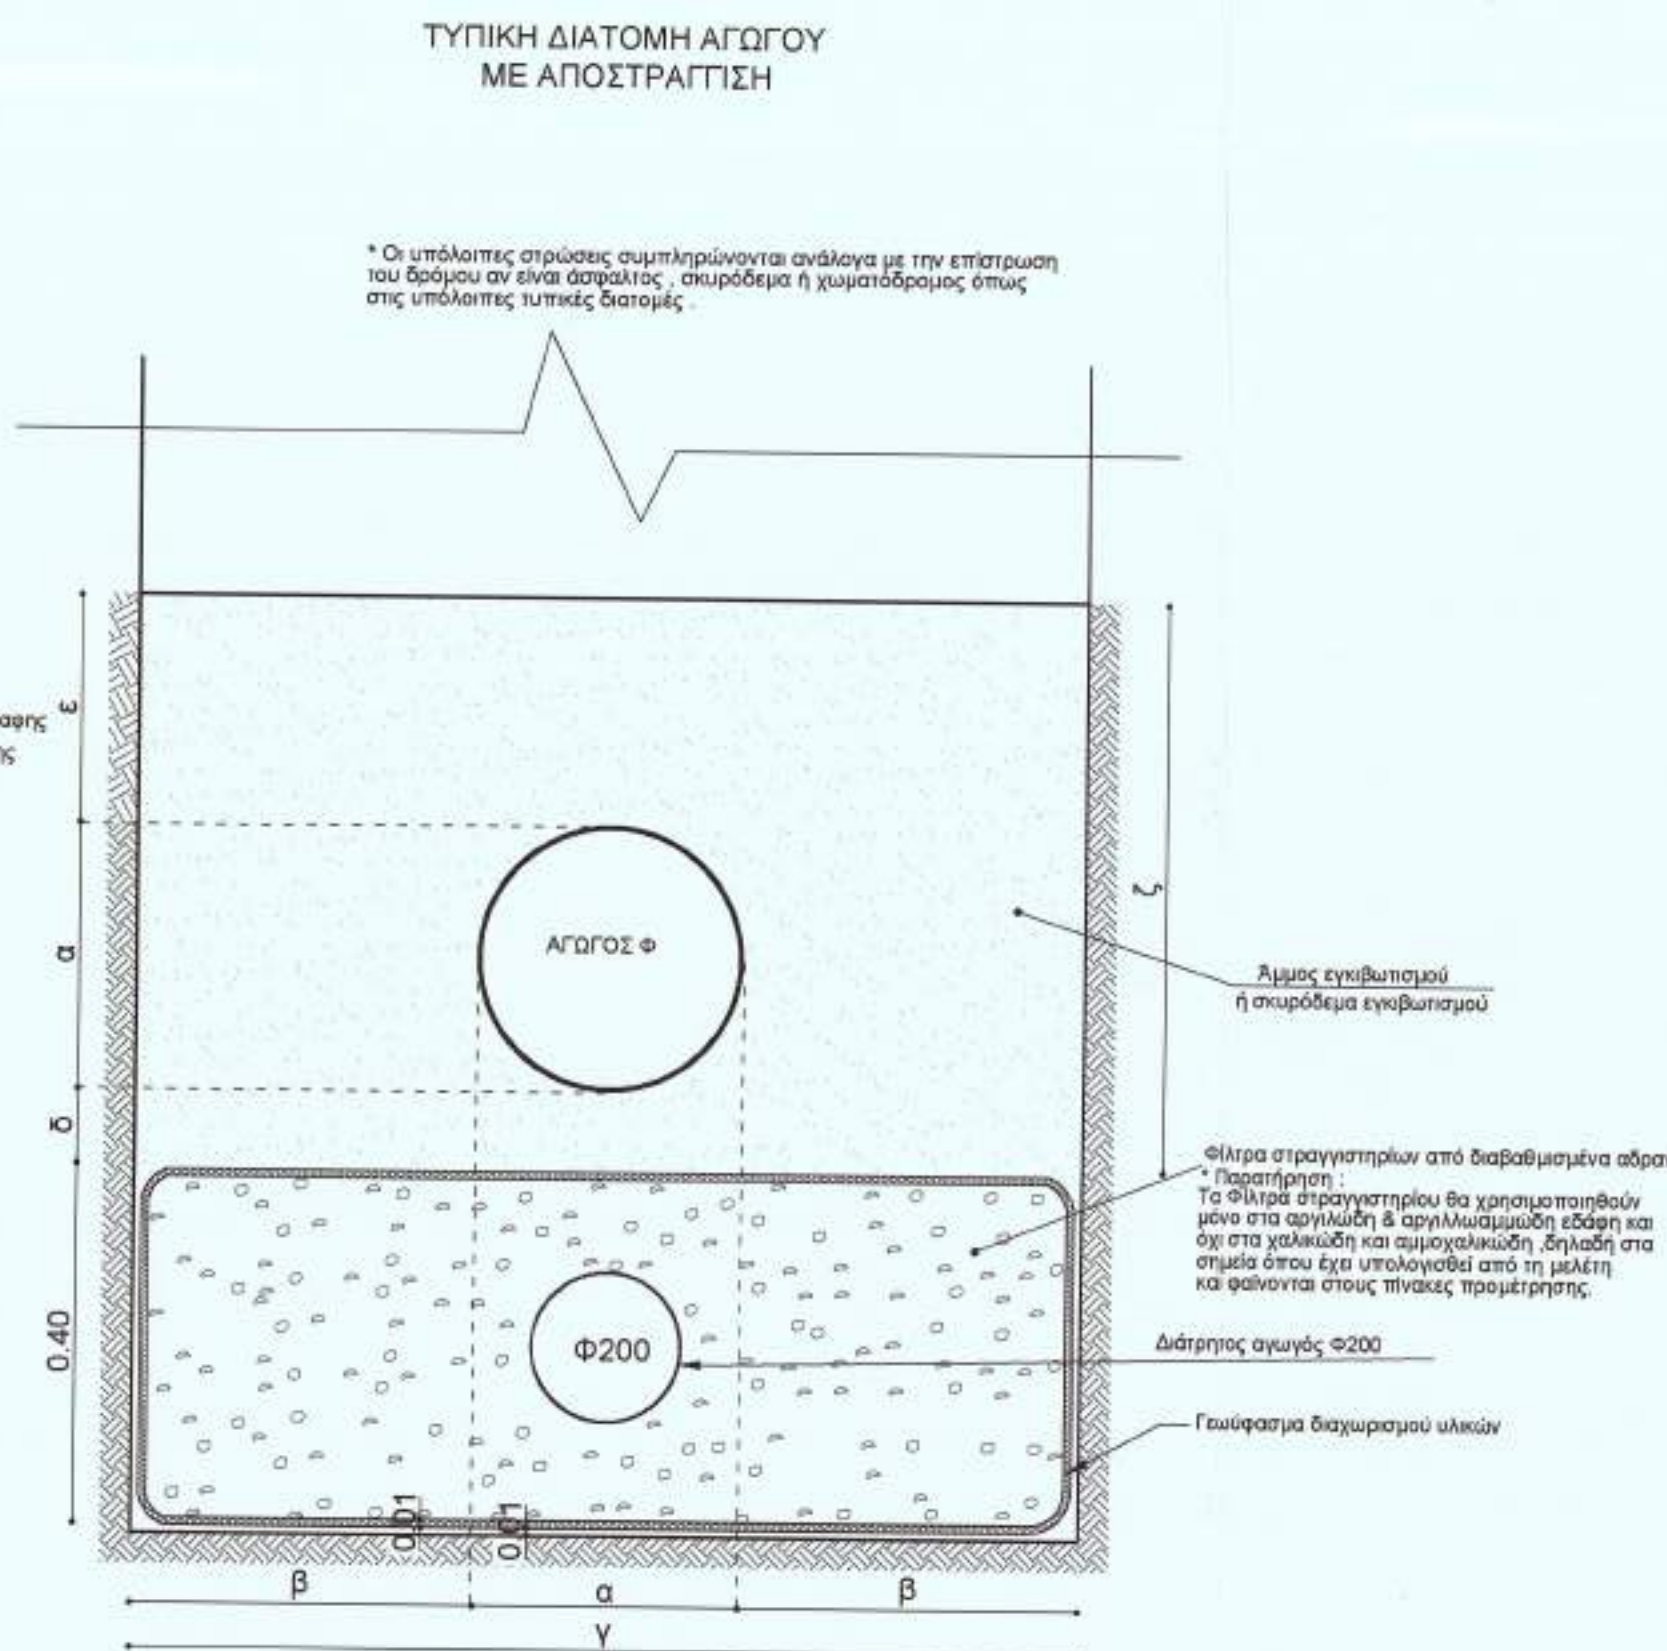 ΤΥΠΙΚΗ ΔΙΑΤΟΜΗ ΑΓΩΓΟΥ
ΜΕ ΑΠΟΣΤΡΑΓΓΙΣΗ
* Οι υπόλοιπες στρώσεις συμπληρώνονται ανάλογα με την επίστρωση
του δρόμου αν είναι άσφαλτος , σκυρόδεμα ή χωματόδρομος όπως
στις υπόλοιπες τυπικές διατομές .
ε
α
δ
0.40
ζ
ΑΓΩΓΟΣ Φ
Άμμος εγκιβωτισμού
ή σκυρόδεμα εγκιβωτισμού
Φίλτρα στραγγιστηρίων από διαβαθμισμένα
* Παρατήρηση :
Τα Φίλτρα στραγγιστηρίου θα χρησιμοποιηθούν
μόνο στα αργιλώδη & αργιλλωαμμώδη εδάφη και
όχι στα χαλικώδη και αμμοχαλικώδη ,δηλαδή στα
σημεία όπου έχει υπολογισθεί από τη μελέτη
και φαίνονται στους πίνακες προμέτρησης.
Φ200
Διάτρητος αγωγός Φ200
Γεωύφασμα διαχωρισμού υλικών
0.01
0.01
β
α
β
γ